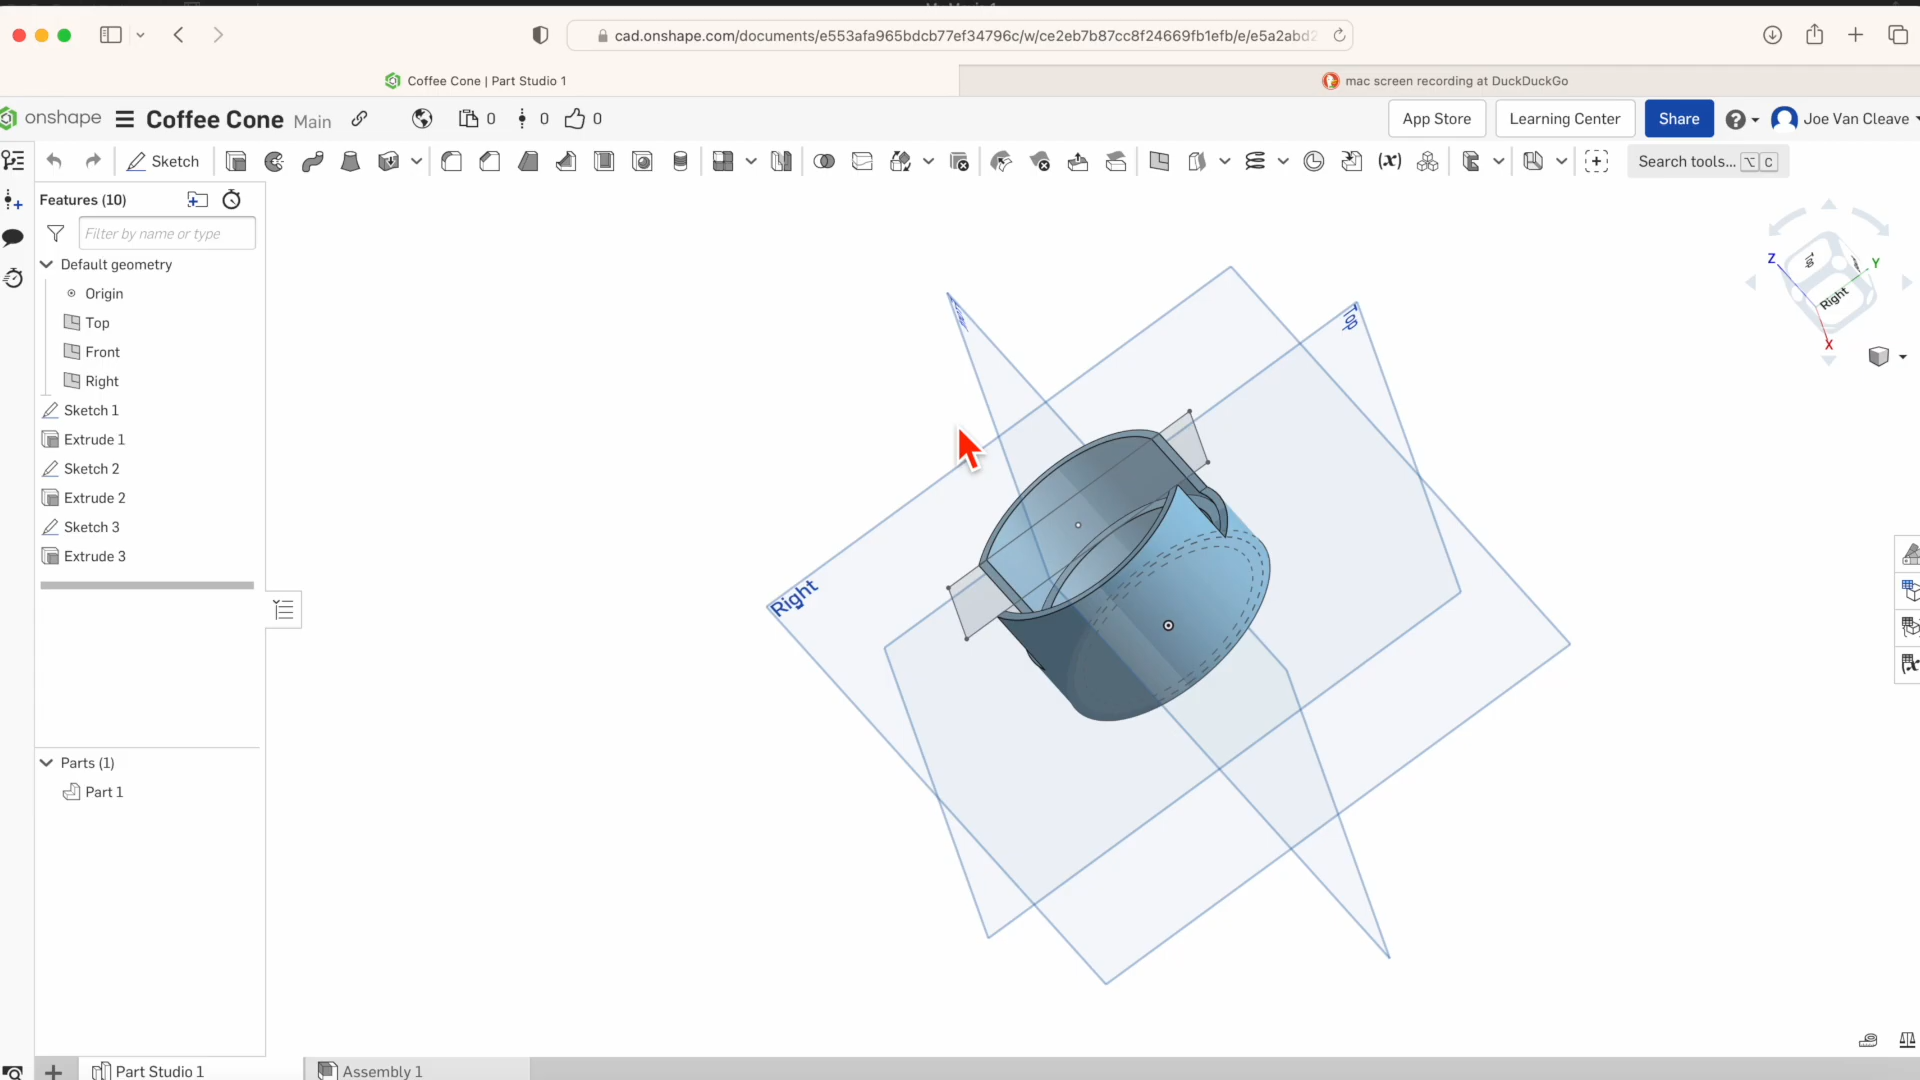 cad.onshape.com/documents/e553afa965bdcb77ef34796c/w/ce2eb7b87cc8f24669fb1efb/e/e5a2abd2
Coffee Cone | Part Studio 1
mac screen recording at DuckDuckGo
onshape
Coffee Cone Main
0
0
0
App Store
Learning Center
Share
Joe Van Cleave
Sketch
(x)
Search tools... ⌥ C
Features (10)
Filter by name or type
Default geometry
Origin
Top
Front
Right
Sketch 1
Extrude 1
Sketch 2
Extrude 2
Sketch 3
Extrude 3
Parts (1)
Part 1
Top
Right
Z
Y
Right
X
Part Studio 1
Assembly 1